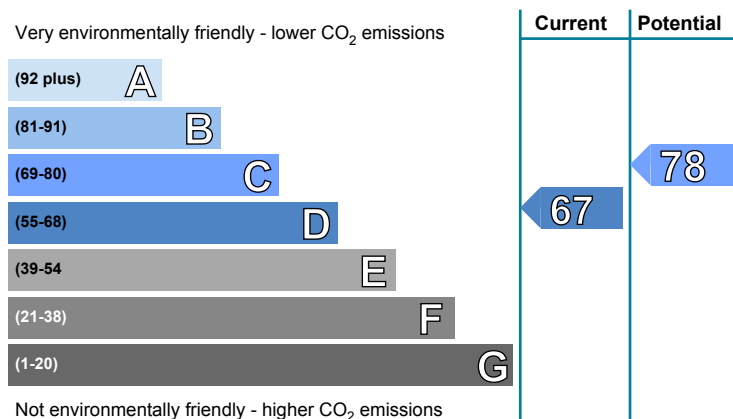 Very environmentally friendly - lower CO2 emissions
Current
Potential
(92 plus) A
(81-91) B
(69-80) C
78
(55-68) D
67
(39-54 E
(21-38) F
(1-20) G
Not environmentally friendly - higher CO2 emissions